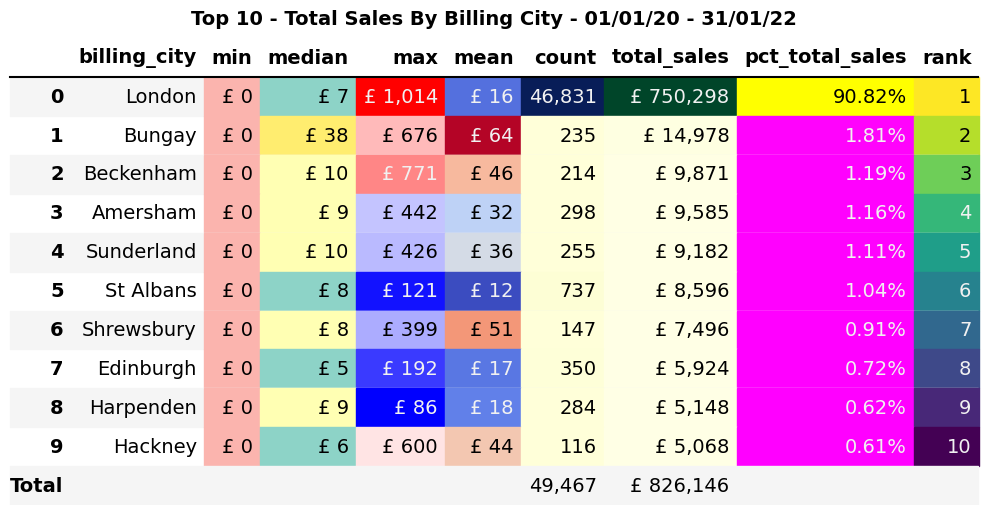 Top 10 - Total Sales By Billing City - 01/01/20 - 31/01/22
billing_city min median max mean count total_sales pct_total_sales rank
0 London £ 0 £ 7 £ 1,014 £ 16 46,831 £ 750,298 90.82% 1
1 Bungay £ 0 £ 38 £ 676 £ 64 235 £ 14,978 1.81% 2
2 Beckenham £ 0 £ 10 £ 771 £ 46 214 £ 9,871 1.19% 3
3 Amersham £ 0 £ 9 £ 442 £ 32 298 £ 9,585 1.16% 4
4 Sunderland £ 0 £ 10 £ 426 £ 36 255 £ 9,182 1.11% 5
5 St Albans £ 0 £ 8 £ 121 £ 12 737 £ 8,596 1.04% 6
6 Shrewsbury £ 0 £ 8 £ 399 £ 51 147 £ 7,496 0.91% 7
7 Edinburgh £ 0 £ 5 £ 192 £ 17 350 £ 5,924 0.72% 8
8 Harpenden £ 0 £ 9 £ 86 £ 18 284 £ 5,148 0.62% 9
9 Hackney £ 0 £ 6 £ 600 £ 44 116 £ 5,068 0.61% 10
Total 49,467 £ 826,146